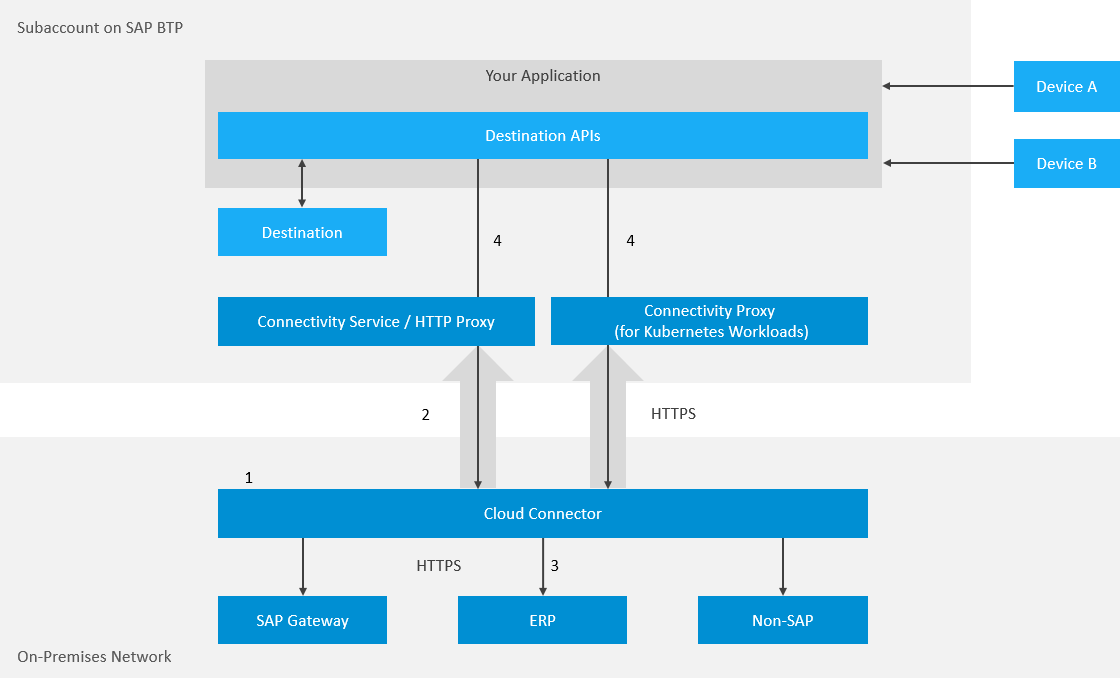 Subaccount on SAP BTP
Your Application
Device A
Destination APIs
Device B
Destination
4
4
Connectivity Service / HTTP Proxy
Connectivity Proxy
(for Kubernetes Workloads)
2
HTTPS
1
Cloud Connector
HTTPS
3
SAP Gateway
ERP
Non-SAP
On-Premises Network